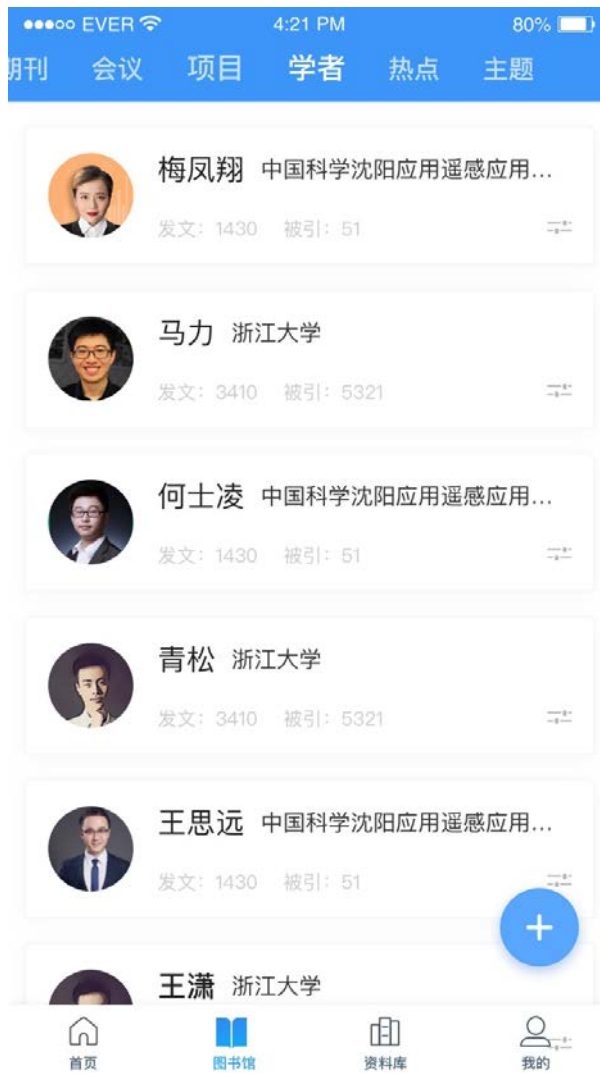 EVER 4:21 PM 80%
期刊 会议 项目 学者 热点 主题
梅凤翔 中国科学沈阳应用遥感应用...
发文：1430 被引：51
马力 浙江大学
发文：3410 被引：5321
何士凌 中国科学沈阳应用遥感应用...
发文：1430 被引：51
青松 浙江大学
发文：3410 被引：5321
王思远 中国科学沈阳应用遥感应用...
发文：1430 被引：51
王潇 浙江大学
首页 图书馆 资料库 我的